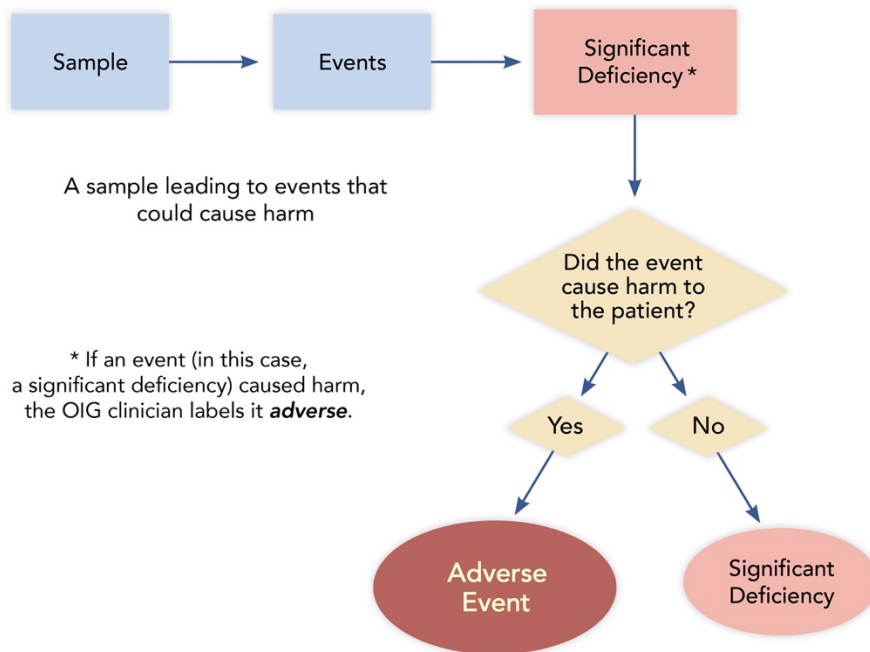 Sample
Events
Significant
Deficiency *
A sample leading to events that
could cause harm
Did the event
cause harm to
the patient?
* If an event (in this case,
a significant deficiency) caused harm,
the OIG clinician labels it adverse.
Yes
No
Adverse
Event
Significant
Deficiency